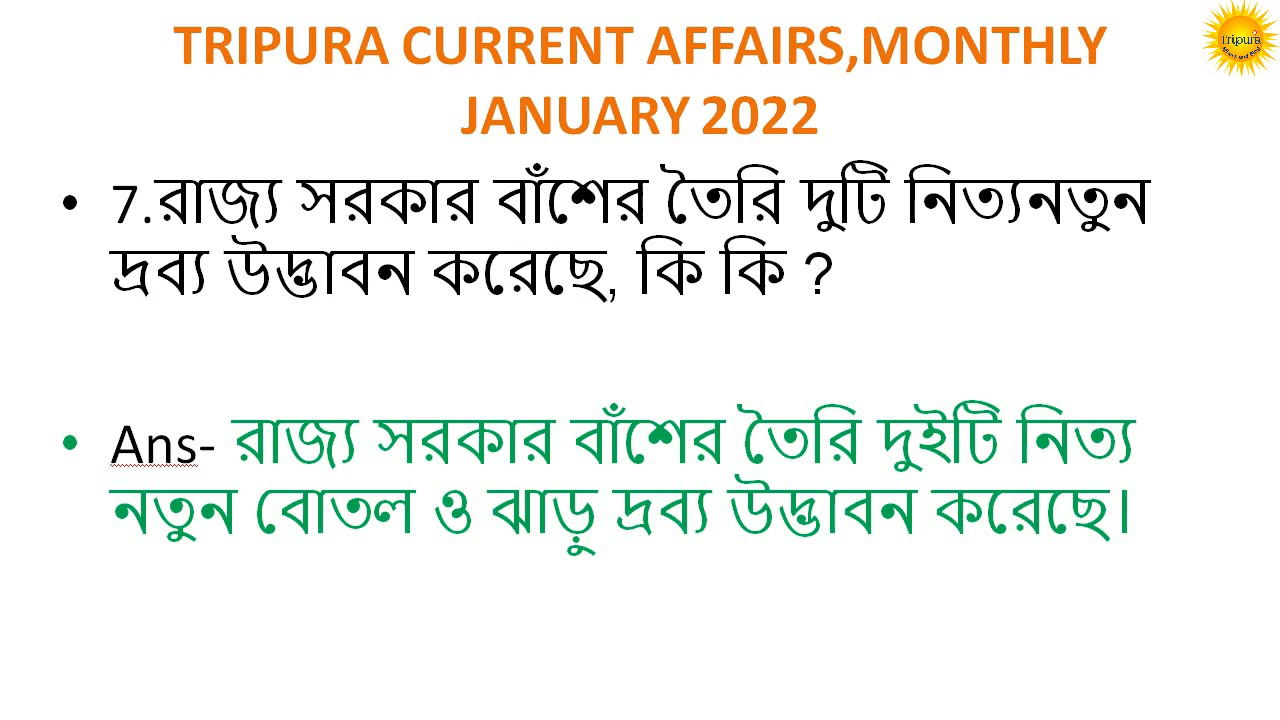 TRIPURA CURRENT AFFAIRS,MONTHLY
JANUARY 2022
Tripura
• 7.রাজ্য সরকার বাঁশের তৈরি দুটি নিত্যনতুন
দ্রব্য উদ্ভাবন করেছে, কি কি ?
• Ans- রাজ্য সরকার বাঁশের তৈরি দুইটি নিত্য
নতুন বোতল ও ঝাড়ু দ্রব্য উদ্ভাবন করেছে।